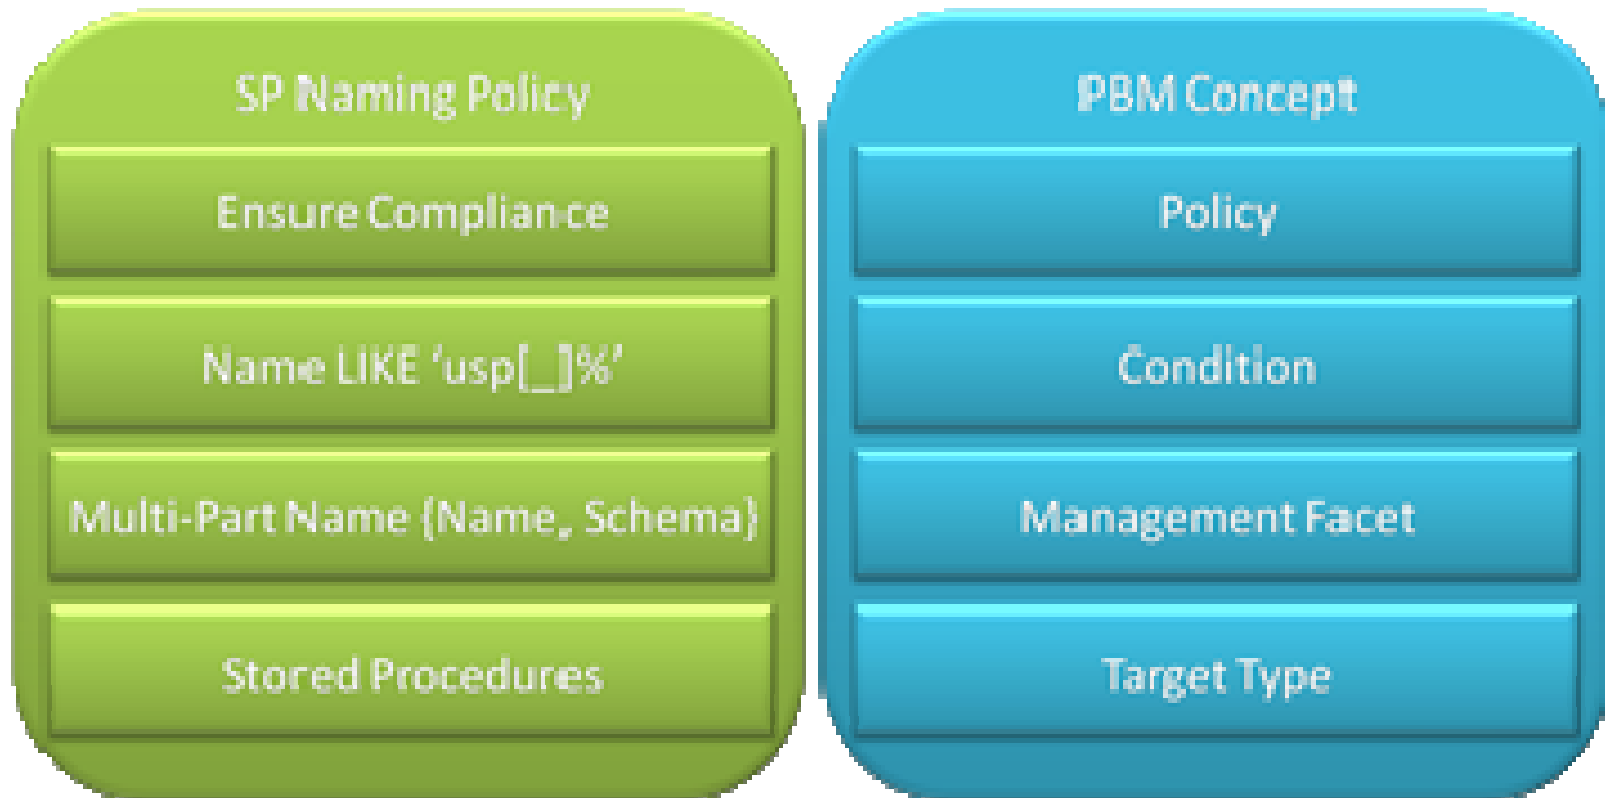 SP Naming Policy
Ensure Compliance
Name LIKE ‘usp[_]%’
Multi-Part Name {Name, Schema}
Stored Procedures
PBM Concept
Policy
Condition
Management Facet
Target Type